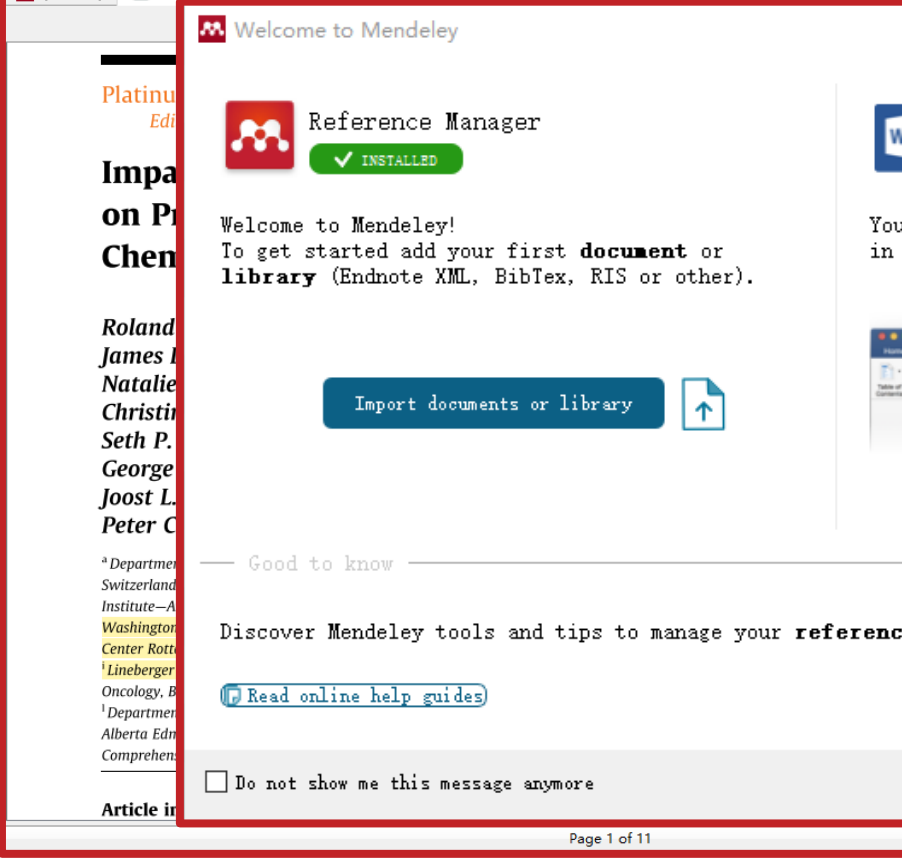 Welcome to Mendeley
Reference Manager
INSTALLED
Welcome to Mendeley!
To get started add your first document or
library (Endnote XML, BibTex, RIS or other).
Import documents or library
Good to know
Discover Mendeley tools and tips to manage your referenc
Read online help guides
Do not show me this message anymore
You
in
W
Platinu
Edi
Impa
on Pr
Chem
Roland
James
Natalie
Christin
Seth P.
George
Joost L.
Peter C
a Departmen
Switzerland
Institute—A
Washington
Center Rott
i Lineberger
Oncology, B
l Departmen
Alberta Edm
Comprehens
Article in
Page 1 of 11